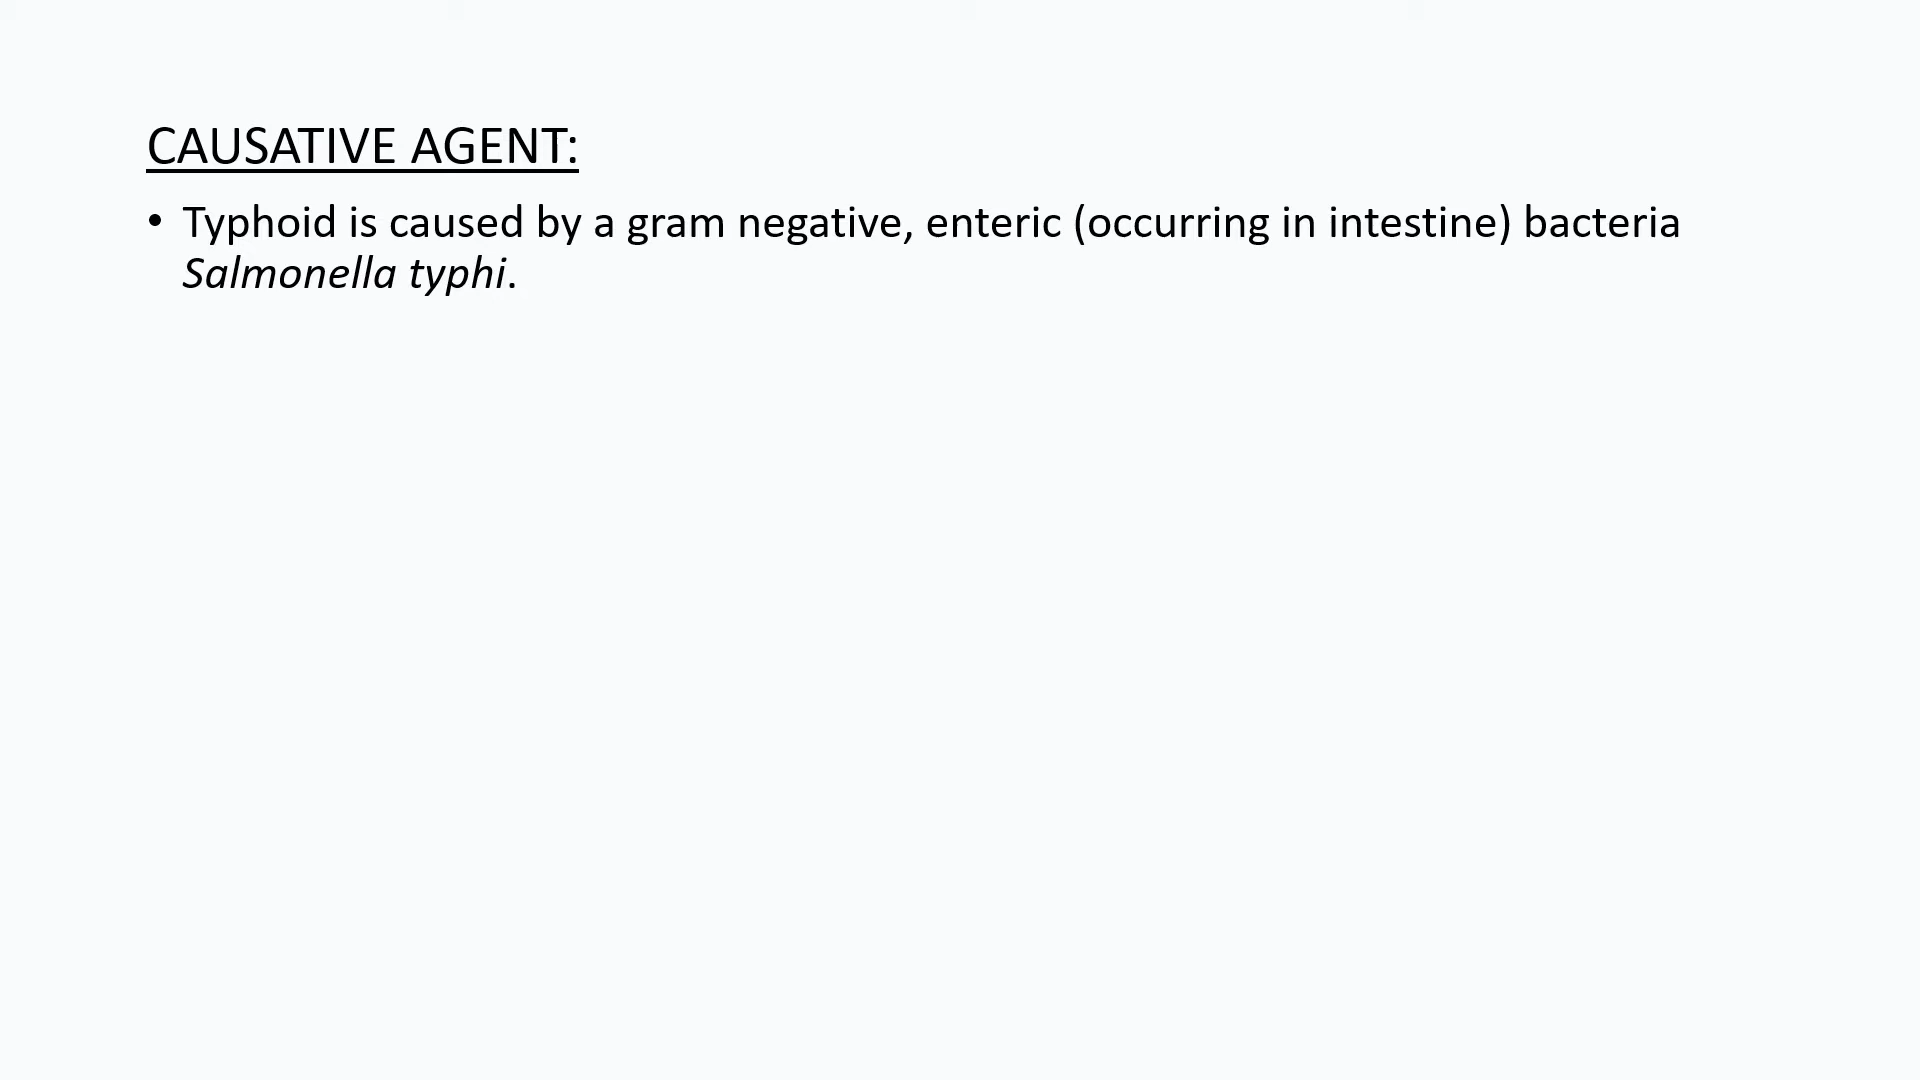 CAUSATIVE AGENT:
• Typhoid is caused by a gram negative, enteric (occurring in intestine) bacteria
Salmonella typhi.